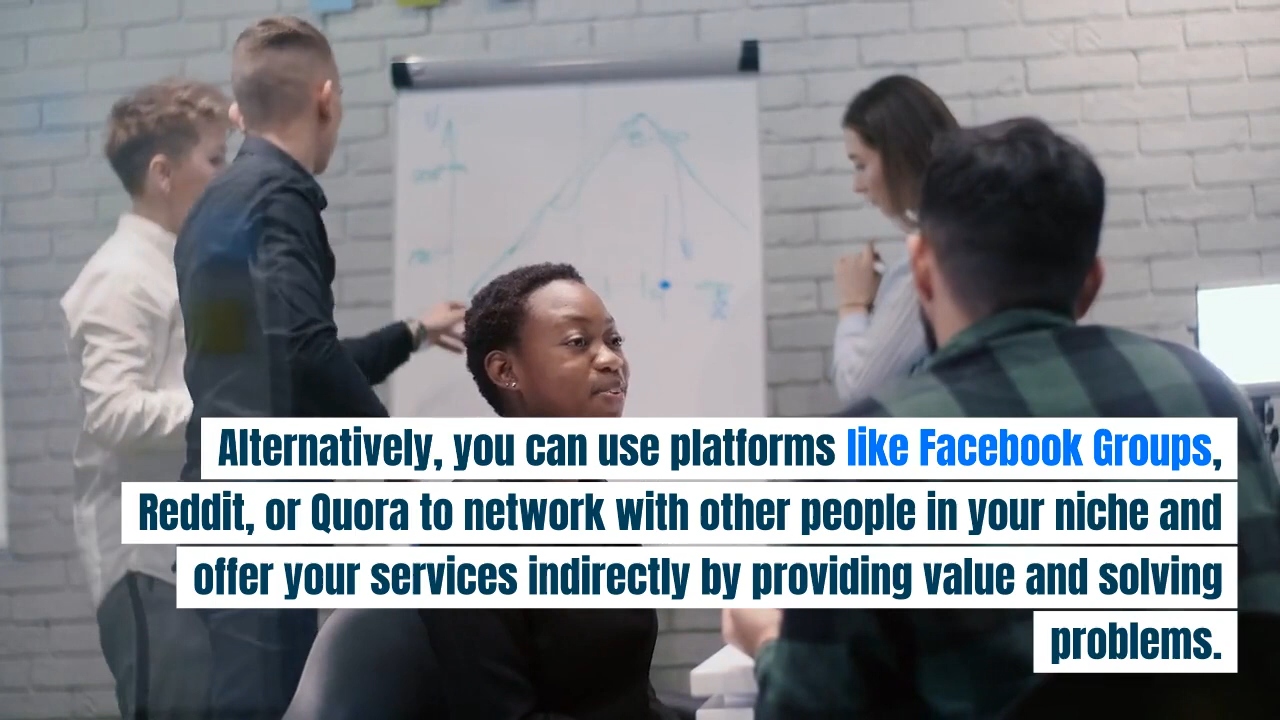 Alternatively, you can use platforms like Facebook Groups,
Reddit, or Quora to network with other people in your niche and
offer your services indirectly by providing value and solving
problems.